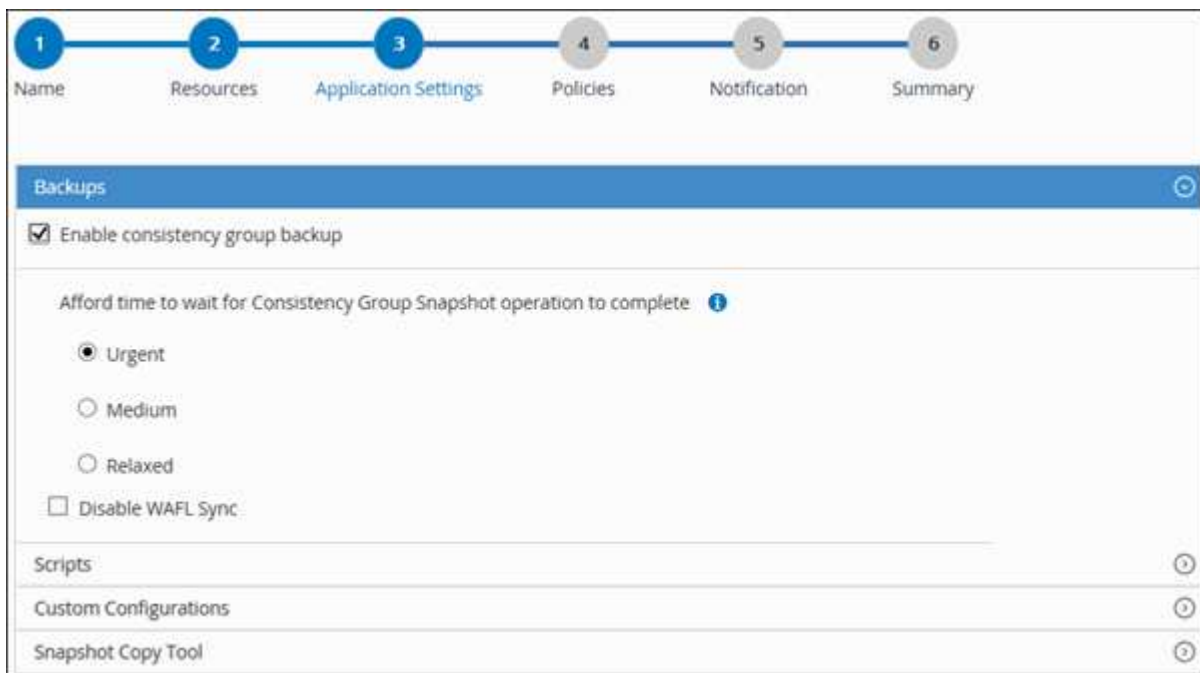 1 2 3 4 5 6
Name Resources Application Settings Policies Notification Summary
Backups
Enable consistency group backup
Afford time to wait for Consistency Group Snapshot operation to complete
Urgent
Medium
Relaxed
Disable WAFL Sync
Scripts
Custom Configurations
Snapshot Copy Tool